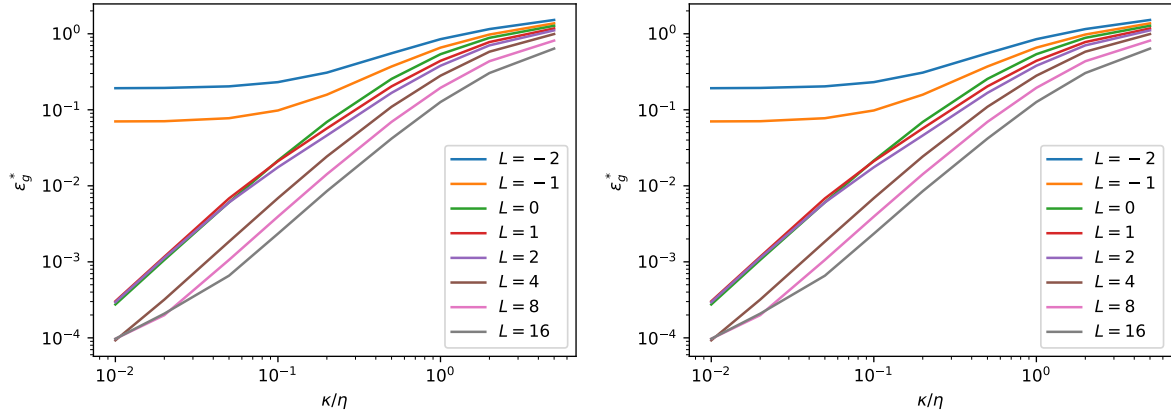 10^0
10^{-1}
10^{-2}
10^{-3}
10^{-4}
ε_g^*
L = −2
L = −1
L = 0
L = 1
L = 2
L = 4
L = 8
L = 16
10^{-2}
10^{-1}
10^0
κ/η
10^0
10^{-1}
10^{-2}
10^{-3}
10^{-4}
ε_g^*
L = −2
L = −1
L = 0
L = 1
L = 2
L = 4
L = 8
L = 16
10^{-2}
10^{-1}
10^0
κ/η